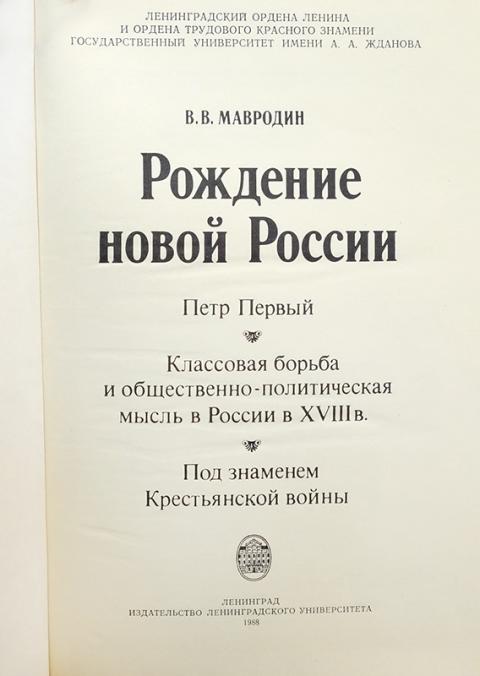 ЛЕНИНГРАДСКИЙ ОРДЕНА ЛЕНИНА
И ОРДЕНА ТРУДОВОГО КРАСНОГО ЗНАМЕНИ
ГОСУДАРСТВЕННЫЙ УНИВЕРСИТЕТ ИМЕНИ А. А. ЖДАНОВА
В. В. МАВРОДИН
Рождение
новой России
Петр Первый
Классовая борьба
и общественно-политическая
мысль в России в XVIII в.
Под знаменем
Крестьянской войны
ЛЕНИНГРАД
ИЗДАТЕЛЬСТВО ЛЕНИНГРАДСКОГО УНИВЕРСИТЕТА
1988